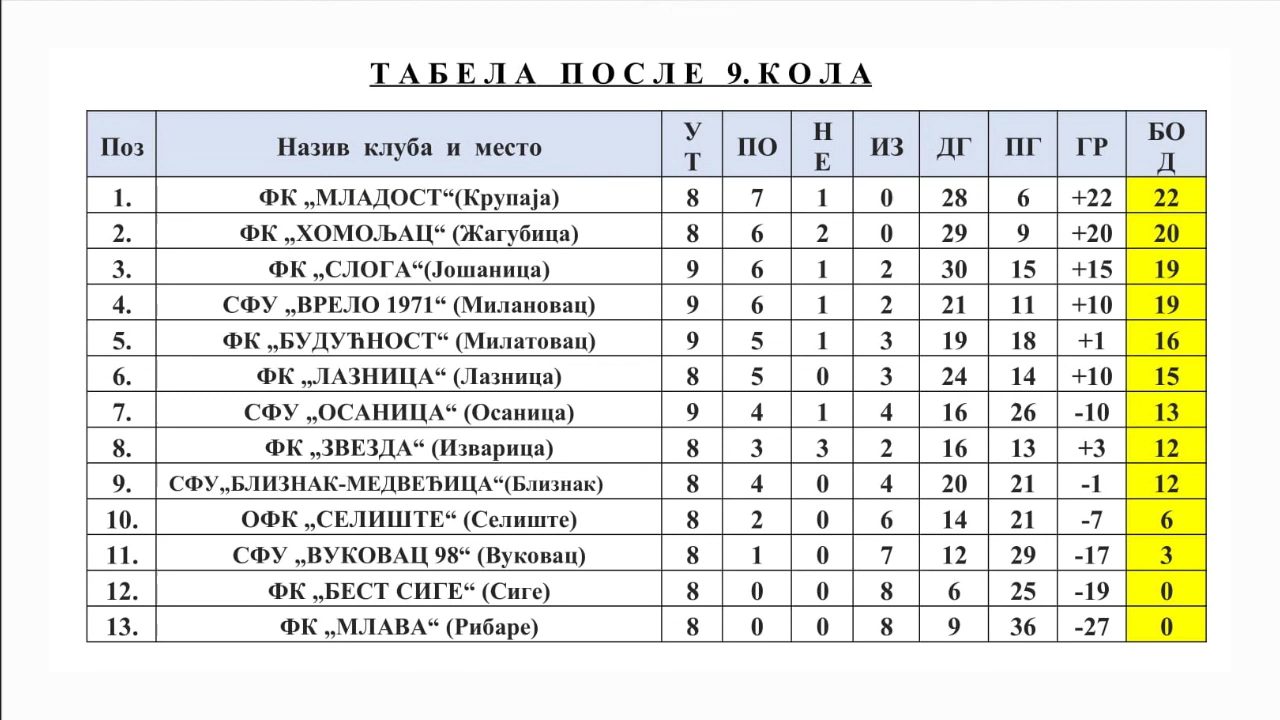 ТАБЕЛА ПОСЛЕ 9. КОЛА
Поз Назив клуба и место УТ ПО НЕ ИЗ ДГ ПГ ГР БОД
1. ФК „МЛАДОСТ“(Крупаја) 8 7 1 0 28 6 +22 22
2. ФК „ХОМОЉАЦ“ (Жагубица) 8 6 2 0 29 9 +20 20
3. ФК „СЛОГА“(Јошаница) 9 6 1 2 30 15 +15 19
4. СФУ „ВРЕЛО 1971“ (Милановац) 9 6 1 2 21 11 +10 19
5. ФК „БУДУЋНОСТ“ (Милатовац) 9 5 1 3 19 18 +1 16
6. ФК „ЛАЗНИЦА“ (Лазница) 8 5 0 3 24 14 +10 15
7. СФУ „ОСАНИЦА“ (Осаница) 9 4 1 4 16 26 -10 13
8. ФК „ЗВЕЗДА“ (Изварица) 8 3 3 2 16 13 +3 12
9. СФУ„БЛИЗНАК-МЕДВЕЂИЦА“(Близнак) 8 4 0 4 20 21 -1 12
10. ОФК „СЕЛИШТЕ“ (Селиште) 8 2 0 6 14 21 -7 6
11. СФУ „ВУКОВАЦ 98“ (Вуковац) 8 1 0 7 12 29 -17 3
12. ФК „БЕСТ СИГЕ“ (Сиге) 8 0 0 8 6 25 -19 0
13. ФК „МЛАВА“ (Рибаре) 8 0 0 8 9 36 -27 0